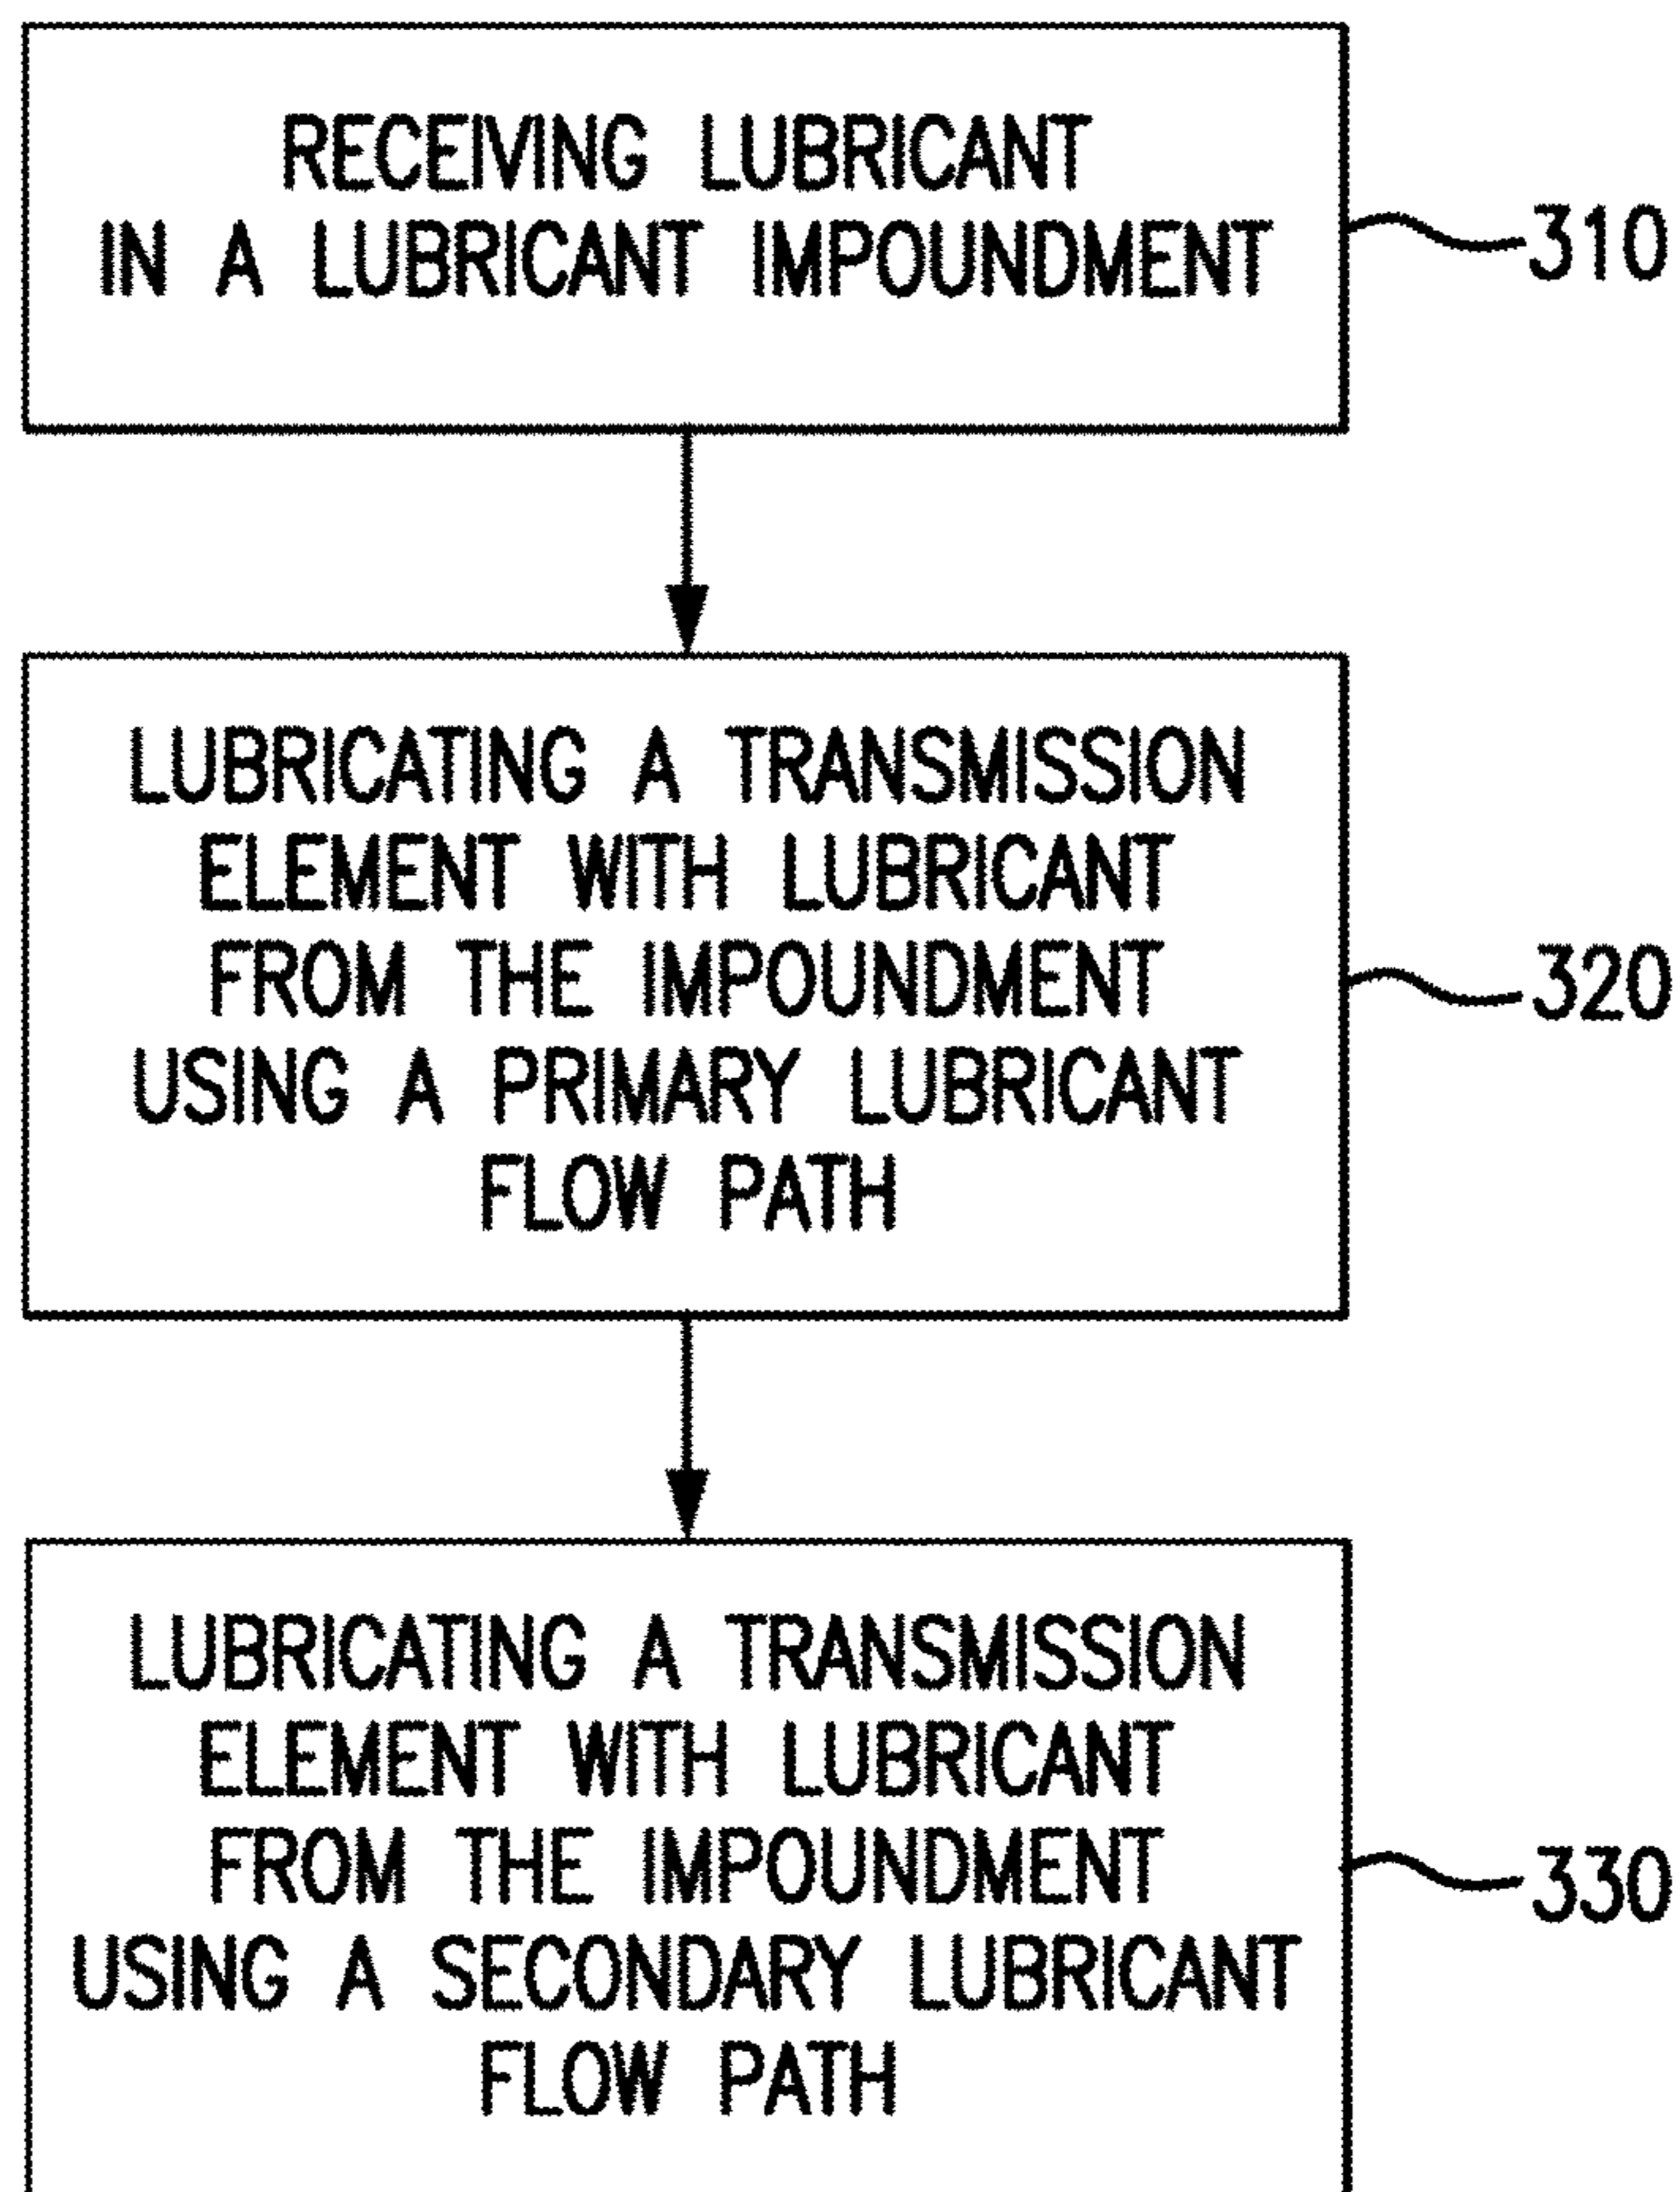 RECEIVING LUBRICANT
IN A LUBRICANT IMPOUNDMENT
310
LUBRICATING A TRANSMISSION
ELEMENT WITH LUBRICANT
FROM THE IMPOUNDMENT
USING A PRIMARY LUBRICANT
FLOW PATH
320
LUBRICATING A TRANSMISSION
ELEMENT WITH LUBRICANT
FROM THE IMPOUNDMENT
USING A SECONDARY LUBRICANT
FLOW PATH
330